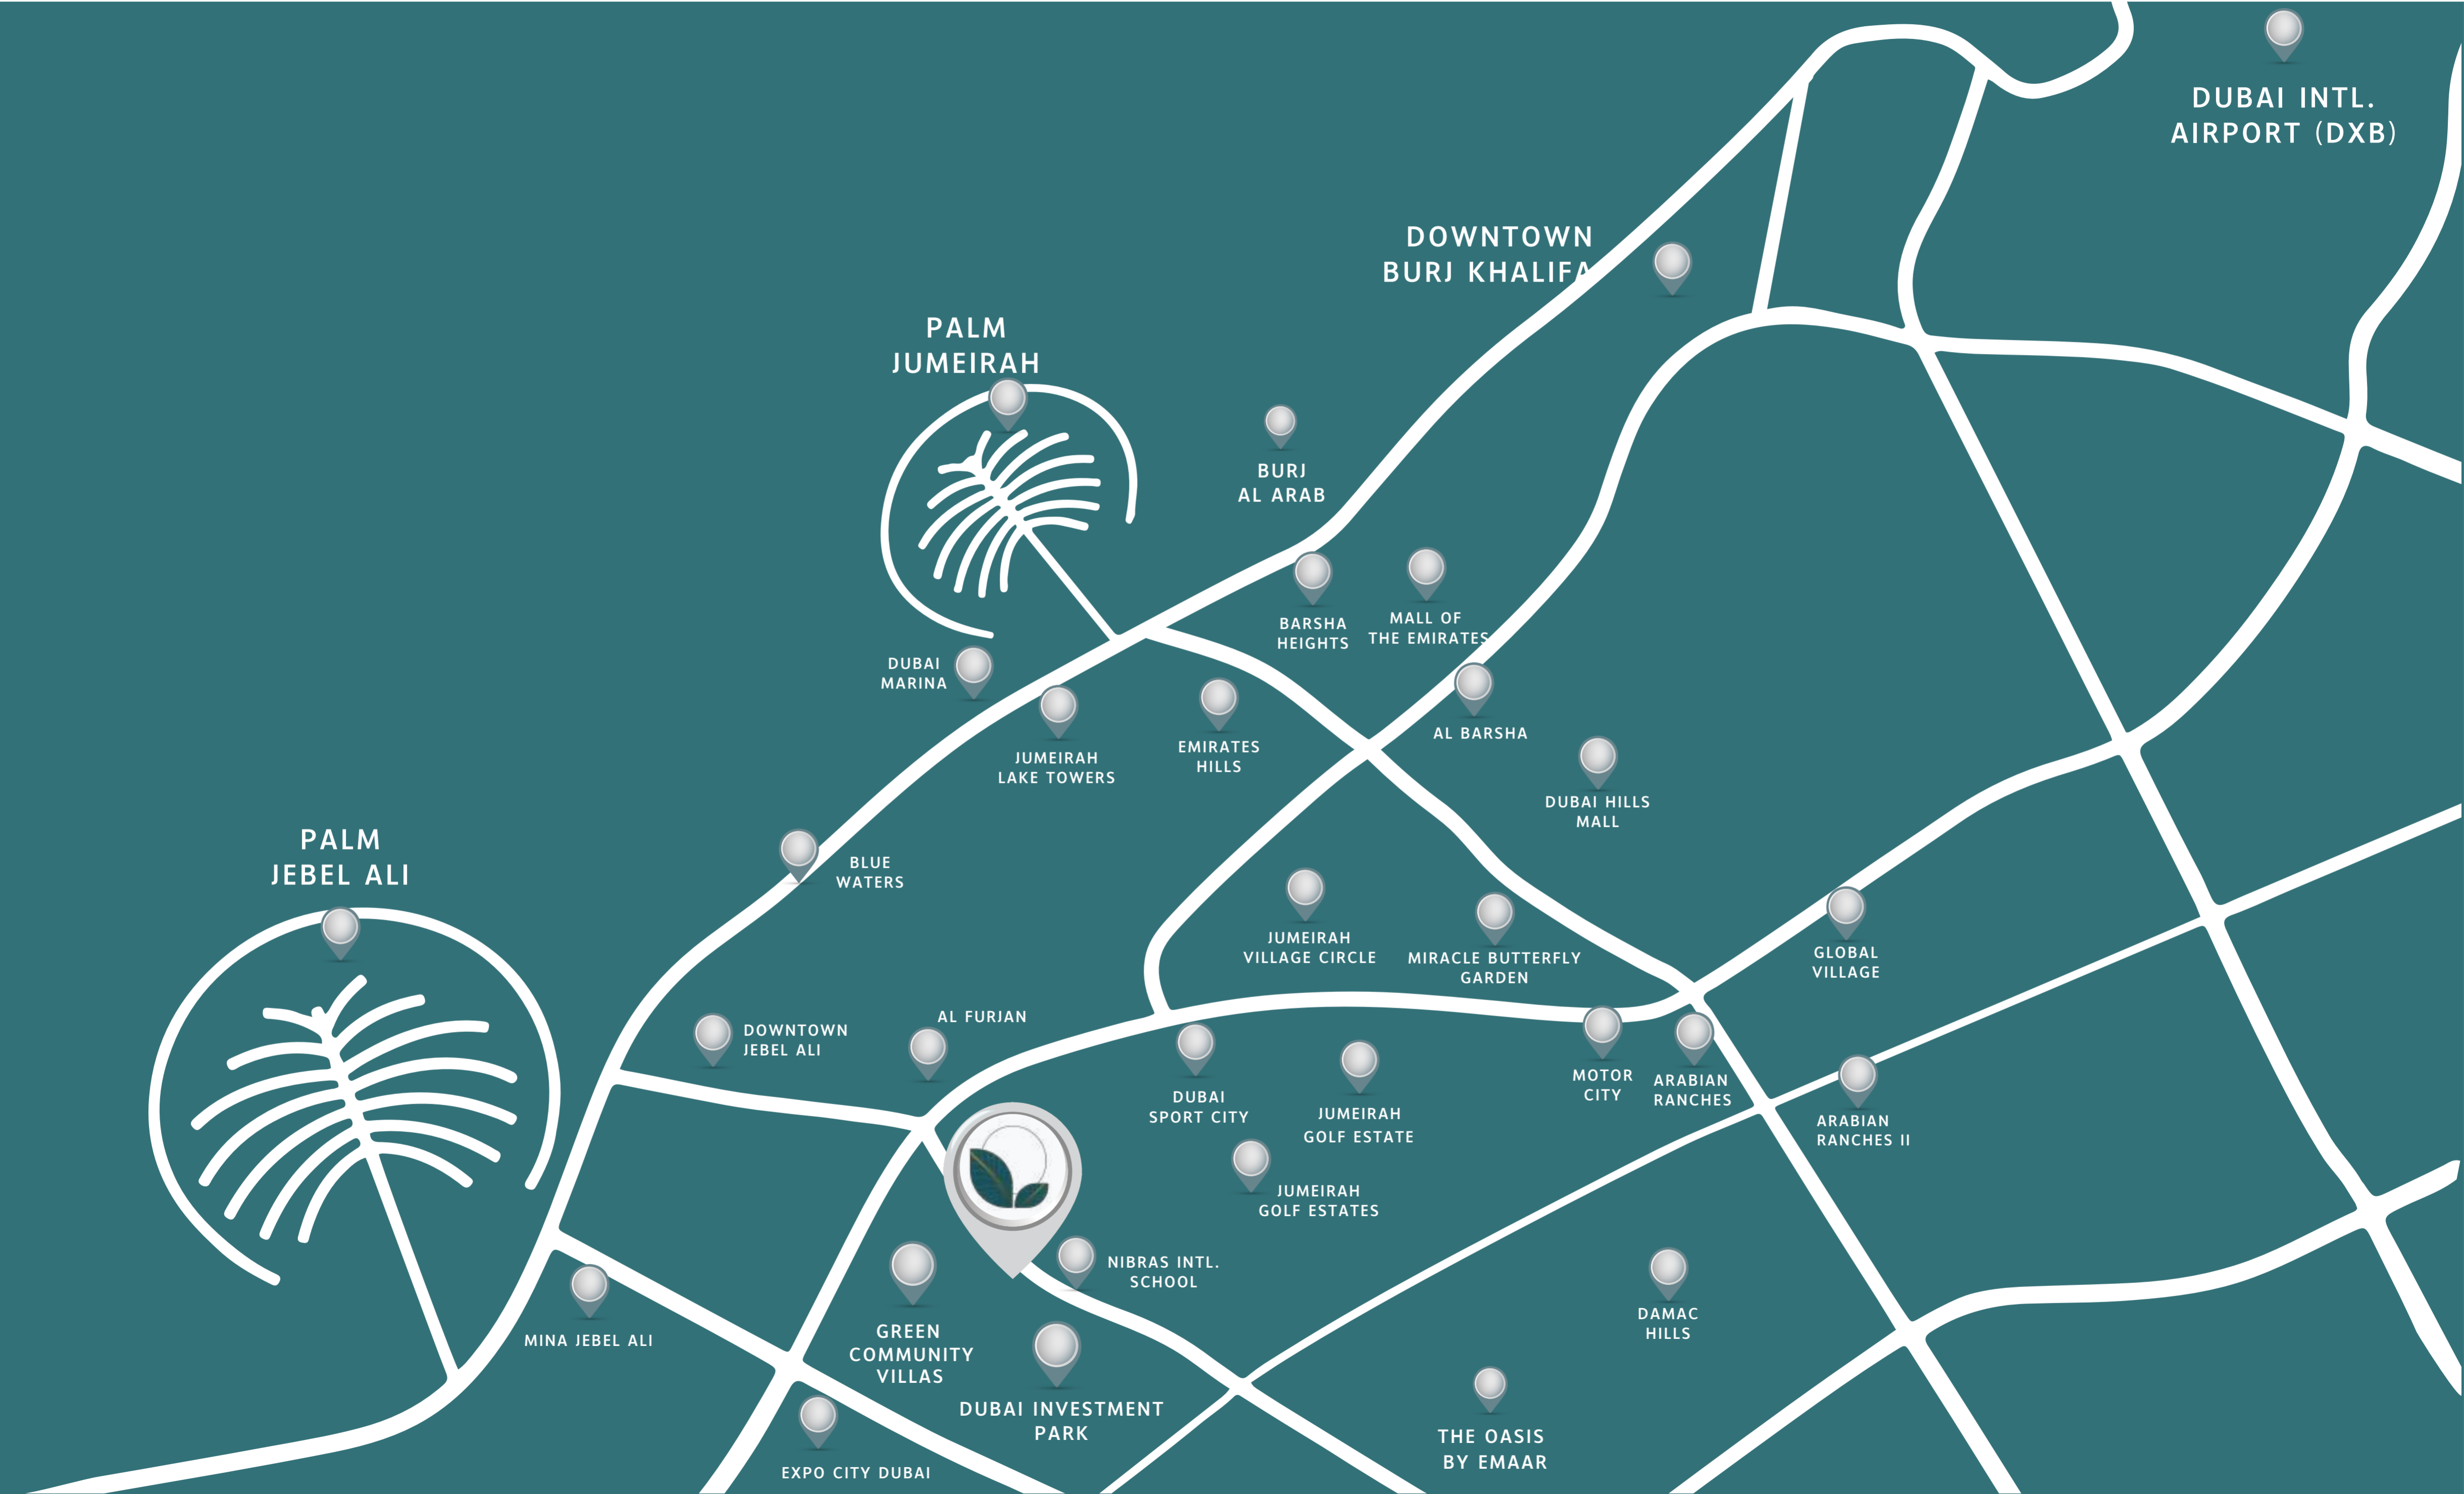 DUBAI INTL.
AIRPORT (DXB)
DOWNTOWN
BURJ KHALIFA
PALM
JUMEIRAH
BURJ
AL ARAB
BARSHA
HEIGHTS
MALL OF
THE EMIRATES
DUBAI
MARINA
JUMEIRAH
LAKE TOWERS
EMIRATES
HILLS
AL BARSHA
DUBAI HILLS
MALL
PALM
JEBEL ALI
BLUE
WATERS
JUMEIRAH
VILLAGE CIRCLE
MIRACLE BUTTERFLY
GARDEN
GLOBAL
VILLAGE
DOWNTOWN
JEBEL ALI
AL FURJAN
DUBAI
SPORT CITY
JUMEIRAH
GOLF ESTATE
MOTOR
CITY
ARABIAN
RANCHES
ARABIAN
RANCHES II
JUMEIRAH
GOLF ESTATES
NIBRAS INTL.
SCHOOL
MINA JEBEL ALI
GREEN
COMMUNITY
VILLAS
DAMAC
HILLS
DUBAI INVESTMENT
PARK
THE OASIS
BY EMAAR
EXPO CITY DUBAI